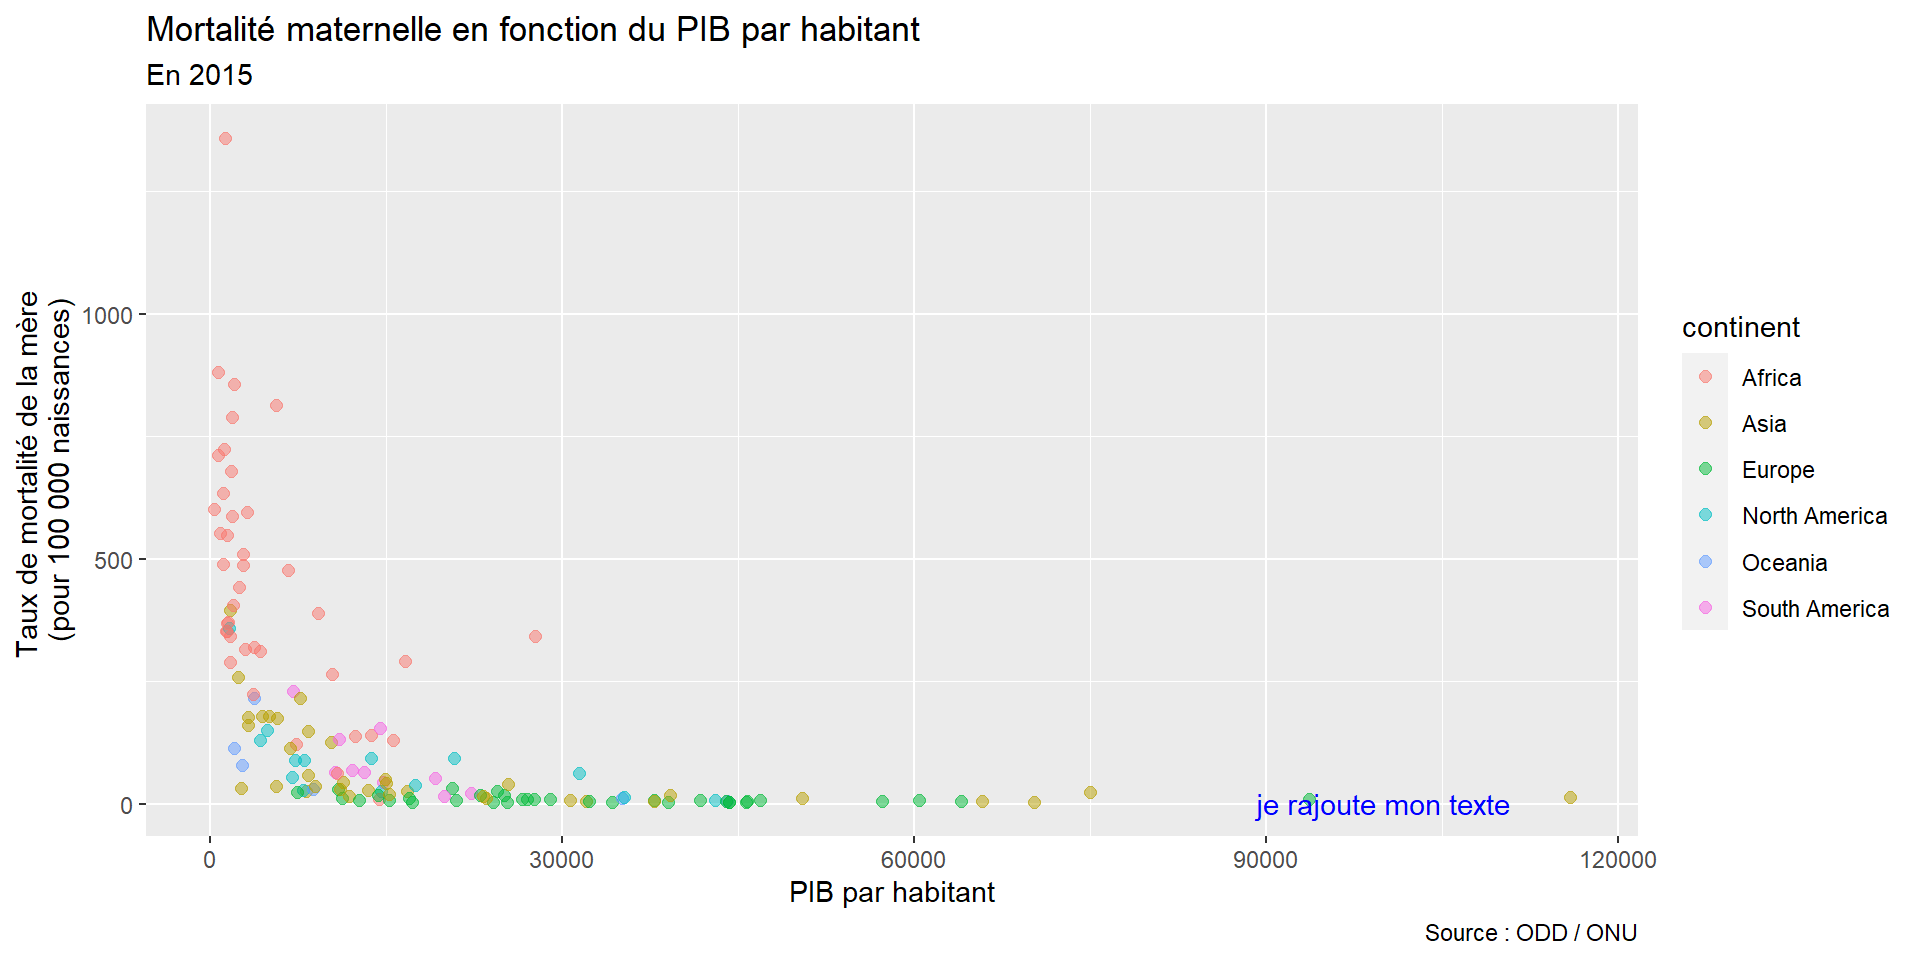 Mortalité maternelle en fonction du PIB par habitant
En 2015
Taux de mortalité de la mère
(pour 100 000 naissances)
1000
500
0
je rajoute mon texte
0
30000
60000
90000
120000
PIB par habitant
continent
Africa
Asia
Europe
North America
Oceania
South America
Source : ODD / ONU